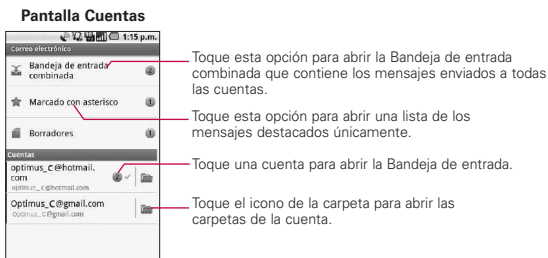 Pantalla Cuentas
1:15 p.m.
Correo electrónico
Bandeja de entrada
combinada
2
Toque esta opción para abrir la Bandeja de entrada
combinada que contiene los mensajes enviados a todas
las cuentas.
Marcado con asterisco
1
Toque esta opción para abrir una lista de los
mensajes destacados únicamente.
Borradores
1
Cuentas
optimus_C@hotmail.
com
2
optimus_C@hotmail.com
Toque una cuenta para abrir la Bandeja de entrada.
Optimus_C@gmail.com
Optimus_C@gmail.com
Toque el icono de la carpeta para abrir las
carpetas de la cuenta.